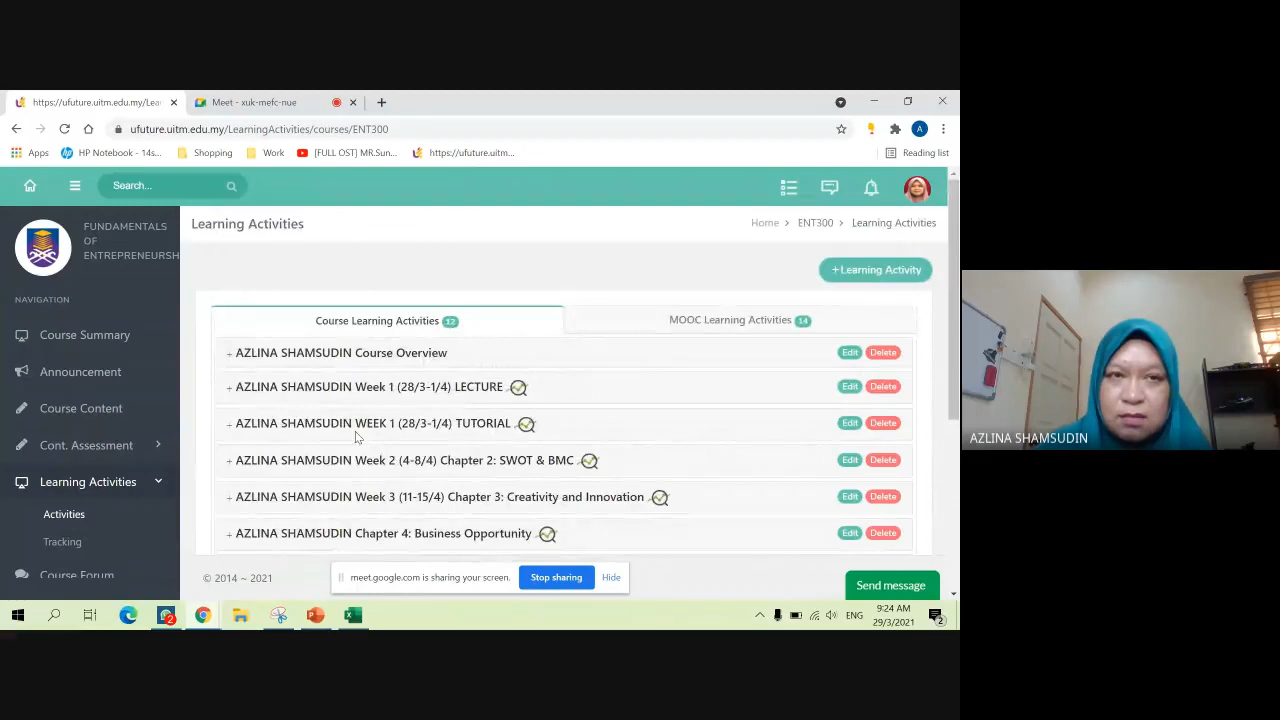 https://ufuture.uitm.edu.my/Lea
Meet - xuk-mefc-nue
ufuture.uitm.edu.my/LearningActivities/courses/ENT300
Apps
HP Notebook - 14s...
Shopping
Work
[FULL OST] MR.Sun...
https://ufuture.uitm...
Reading list
Search...
FUNDAMENTALS
OF
ENTREPRENEURSH
NAVIGATION
Course Summary
Announcement
Course Content
Cont. Assessment
Learning Activities
Activities
Tracking
Course Forum
Learning Activities
Home > ENT300 > Learning Activities
+Learning Activity
Course Learning Activities 12
MOOC Learning Activities 14
+ AZLINA SHAMSUDIN Course Overview
Edit Delete
+ AZLINA SHAMSUDIN Week 1 (28/3-1/4) LECTURE
Edit Delete
+ AZLINA SHAMSUDIN WEEK 1 (28/3-1/4) TUTORIAL
Edit Delete
+ AZLINA SHAMSUDIN Week 2 (4-8/4) Chapter 2: SWOT & BMC
Edit Delete
+ AZLINA SHAMSUDIN Week 3 (11-15/4) Chapter 3: Creativity and Innovation
Edit Delete
+ AZLINA SHAMSUDIN Chapter 4: Business Opportunity
Edit Delete
© 2014 ~ 2021
meet.google.com is sharing your screen.
Stop sharing
Hide
Send message
2
ENG
9:24 AM
29/3/2021
2
A
AZLINA SHAMSUDIN